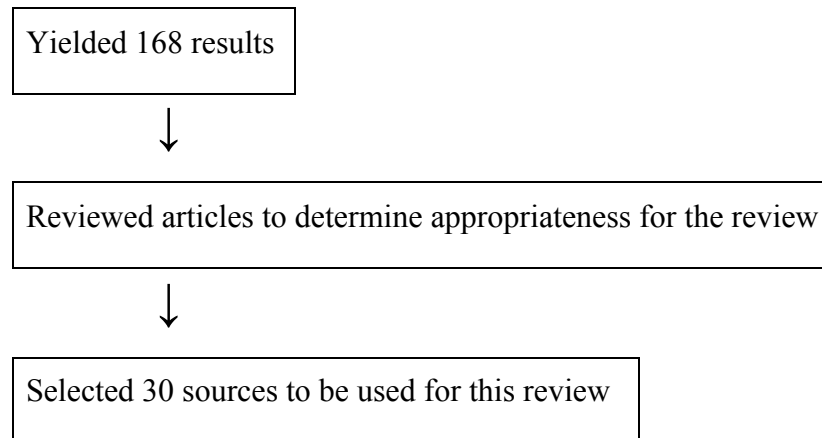 Yielded 168 results
Reviewed articles to determine appropriateness for the review
Selected 30 sources to be used for this review